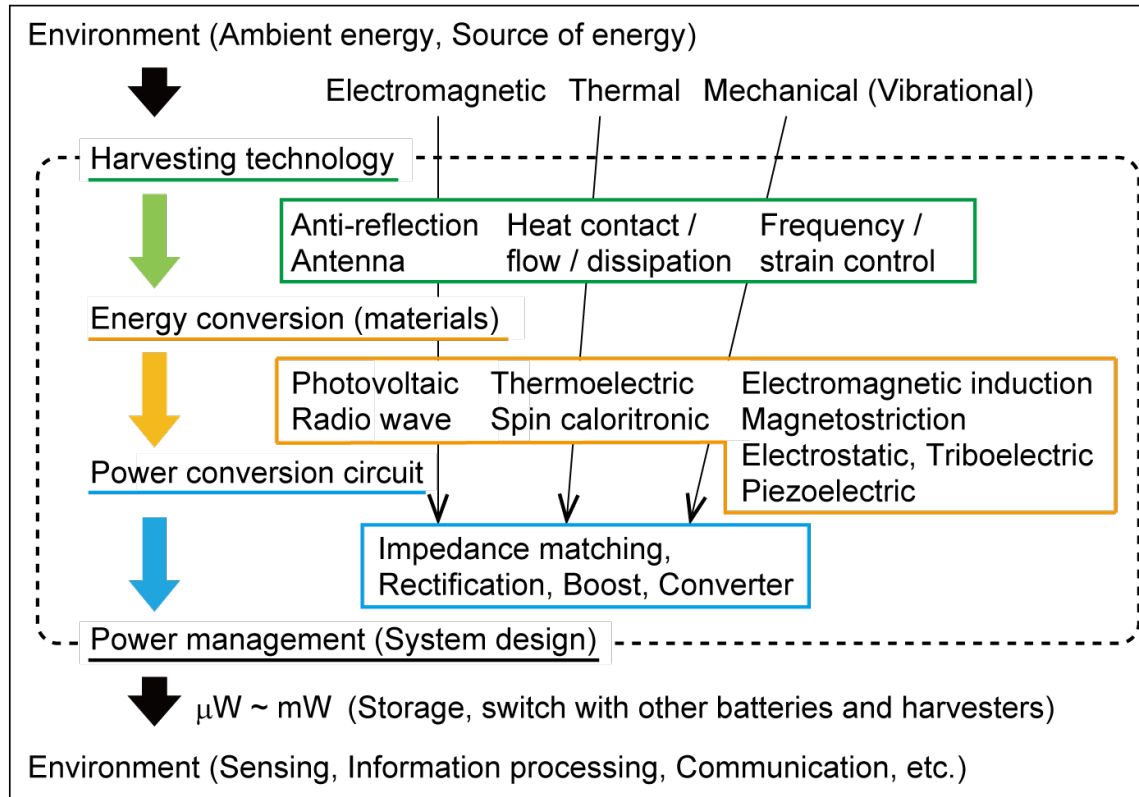 Environment (Ambient energy, Source of energy)
Electromagnetic Thermal Mechanical (Vibrational)
Harvesting technology
Anti-reflection Heat contact / Frequency /
Antenna flow / dissipation strain control
Energy conversion (materials)
Photovoltaic Thermoelectric Electromagnetic induction
Radio wave Spin caloritronic Magnetostriction
Electrostatic, Triboelectric
Power conversion circuit
Piezoelectric
Impedance matching,
Rectification, Boost, Converter
Power management (System design)
μW ~ mW (Storage, switch with other batteries and harvesters)
Environment (Sensing, Information processing, Communication, etc.)